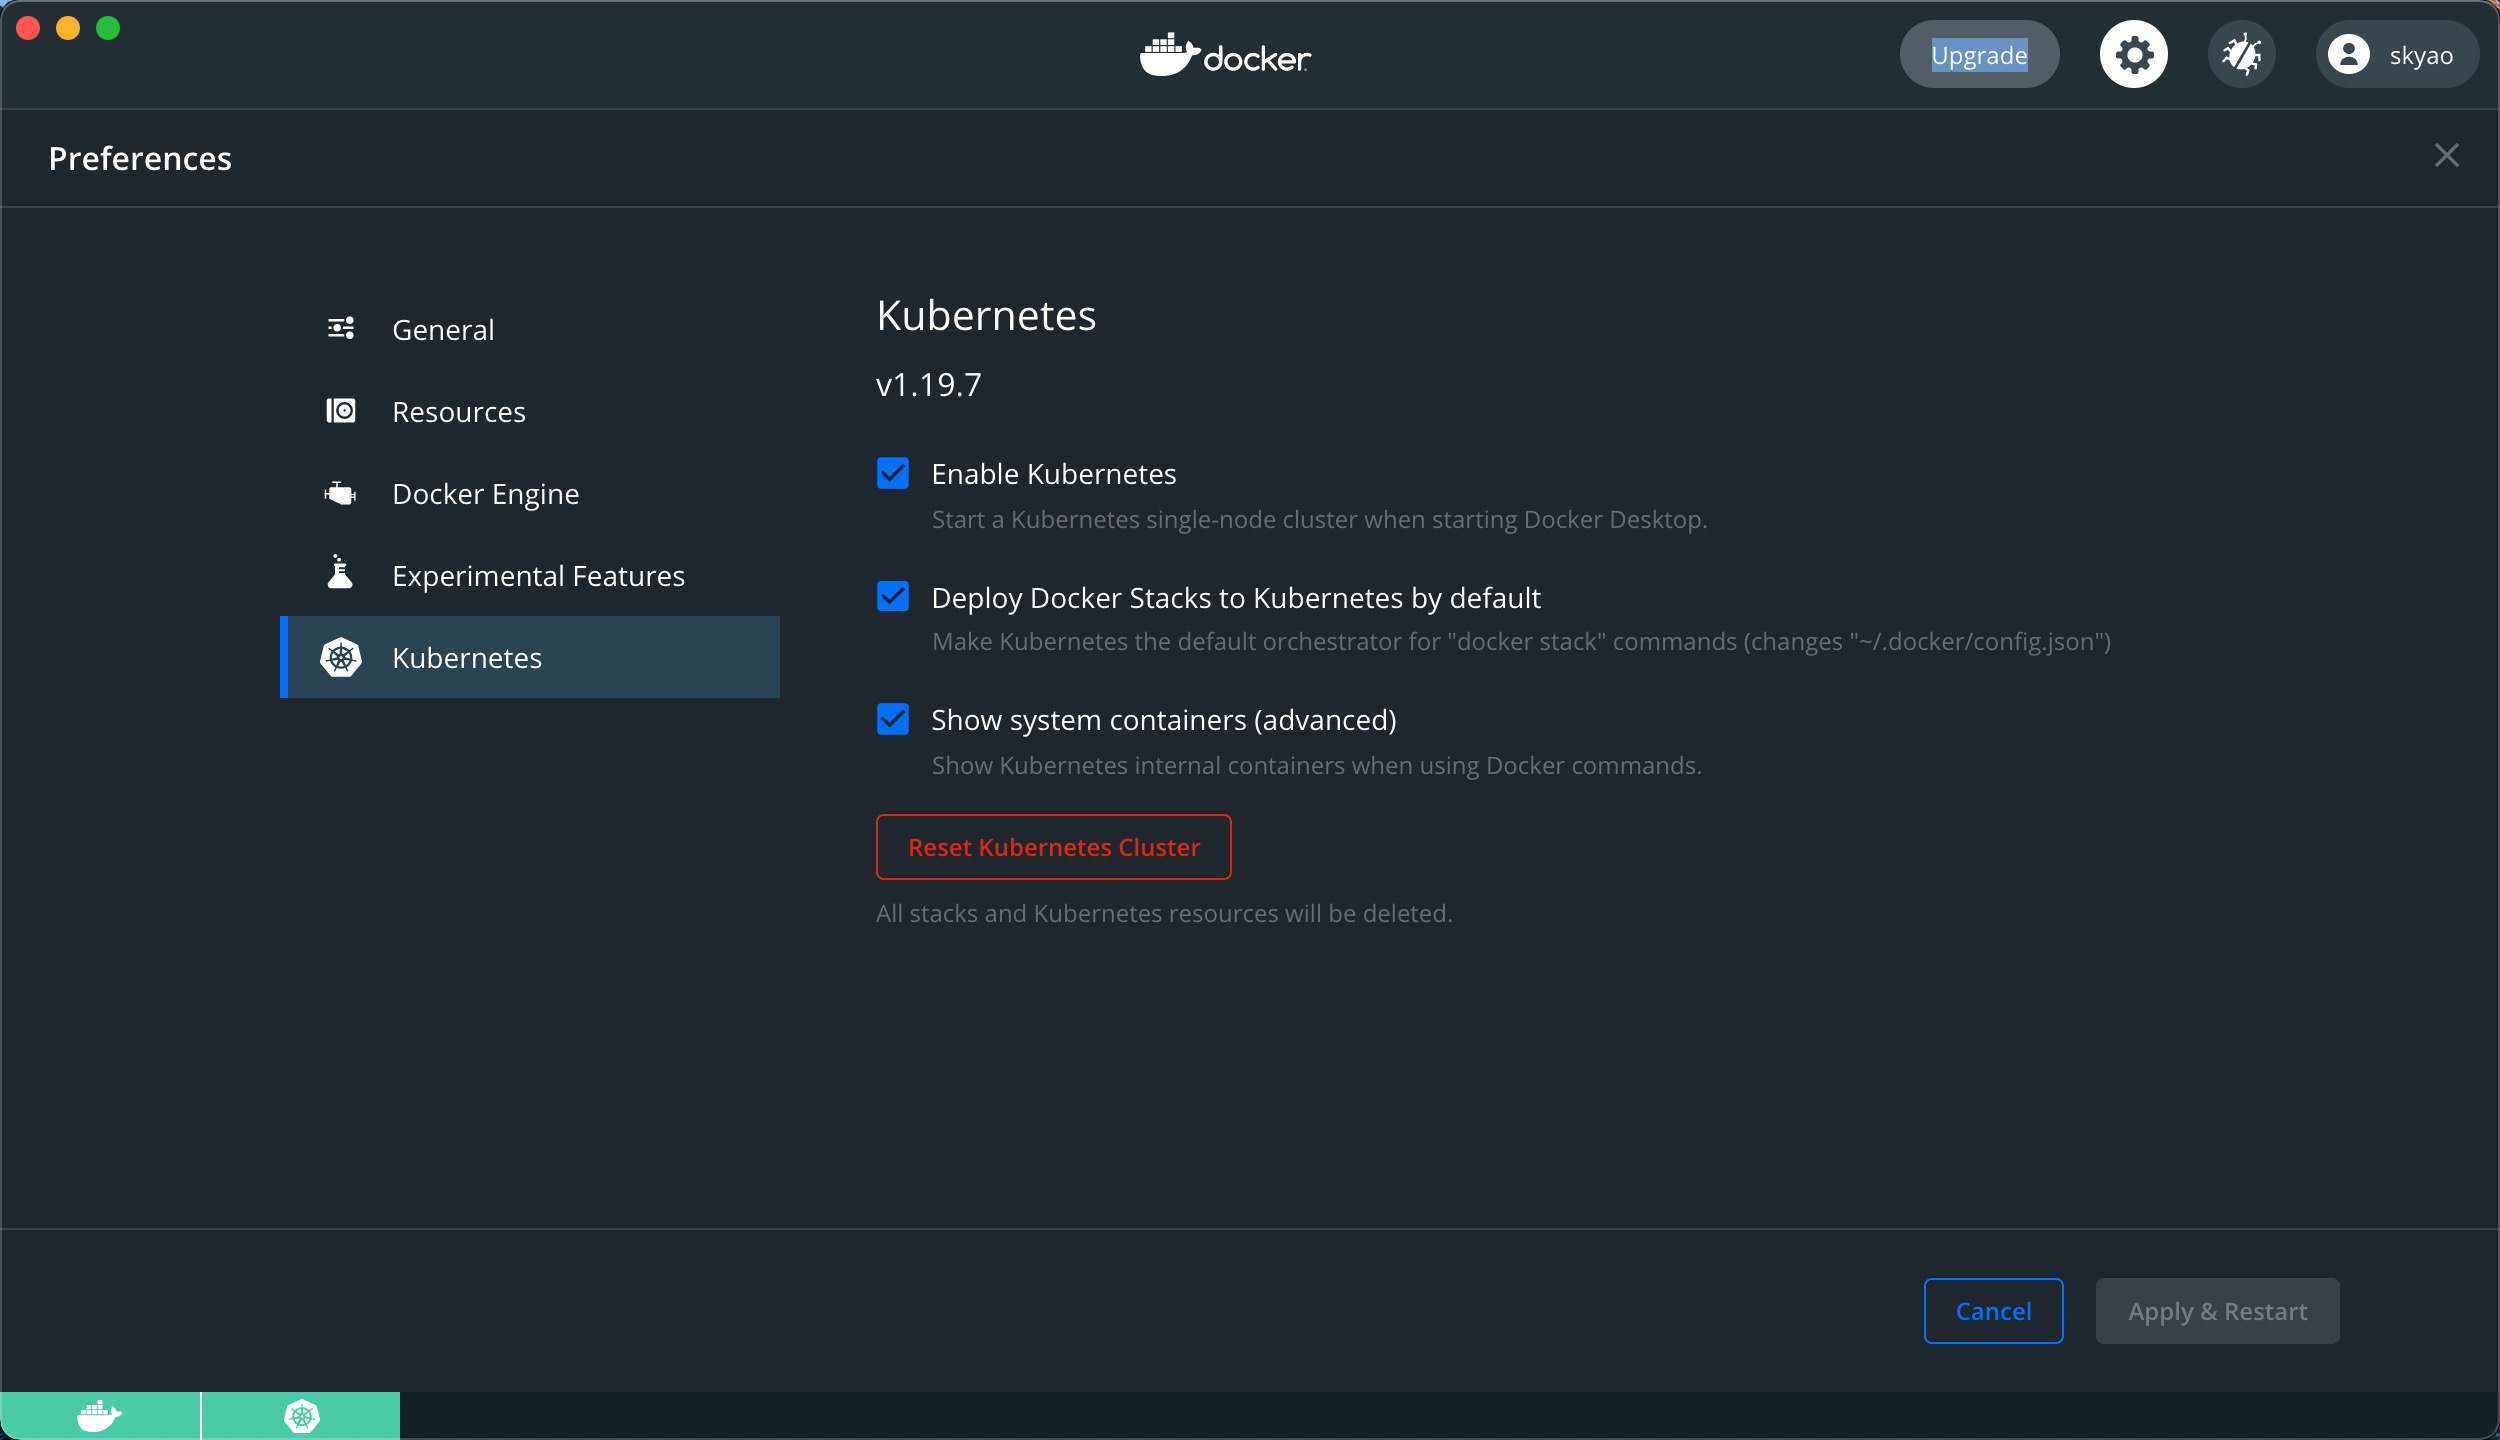 docker
Upgrade
skyao
Preferences
General
Resources
Docker Engine
Experimental Features
Kubernetes
Kubernetes
v1.19.7
Enable Kubernetes
Start a Kubernetes single-node cluster when starting Docker Desktop.
Deploy Docker Stacks to Kubernetes by default
Make Kubernetes the default orchestrator for "docker stack" commands (changes "~/.docker/config.json")
Show system containers (advanced)
Show Kubernetes internal containers when using Docker commands.
Reset Kubernetes Cluster
All stacks and Kubernetes resources will be deleted.
Cancel
Apply & Restart